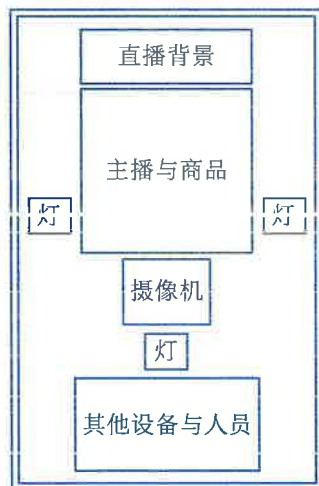 直播背景
主播与商品
灯
灯
摄像机
灯
其他设备与人员